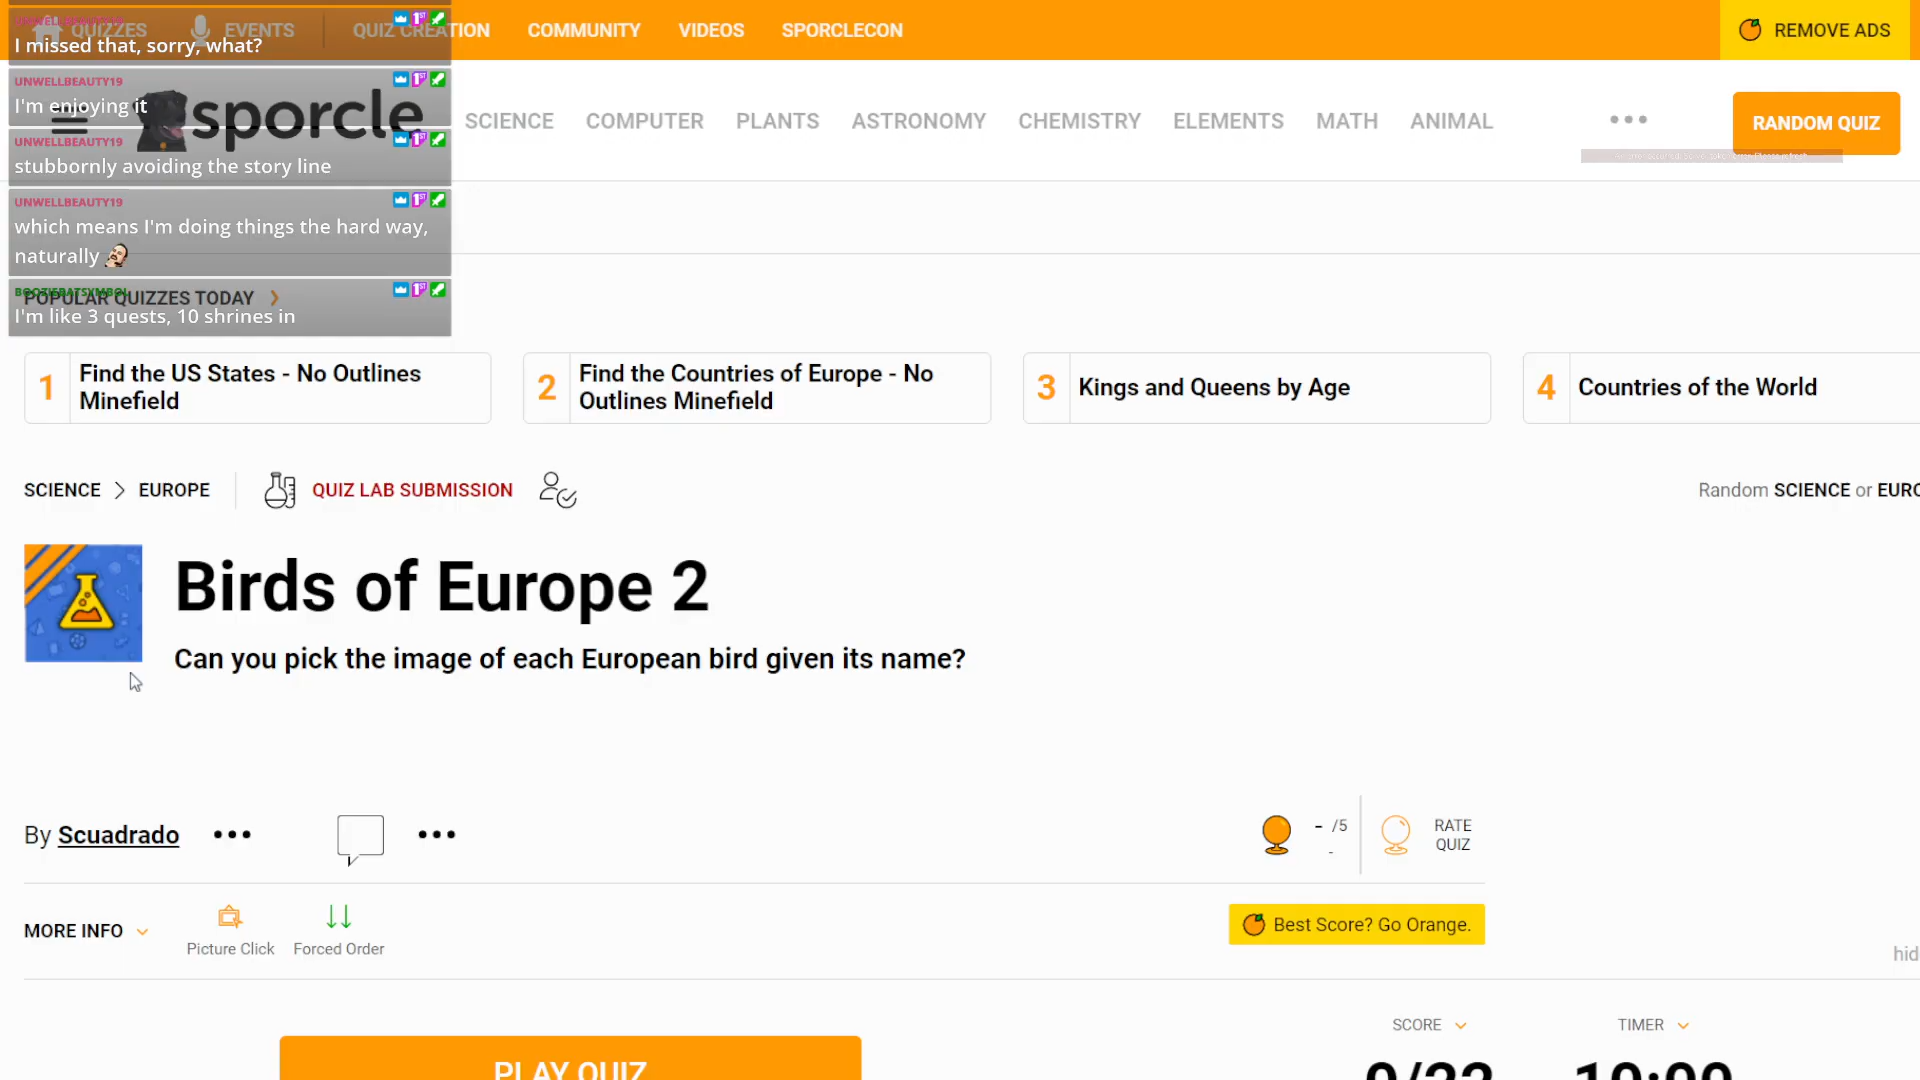 QUIZZES
EVENTS
QUIZ CREATION
COMMUNITY
VIDEOS
SPORCLECON
REMOVE ADS
I missed that, sorry, what?
UNWELLBEAUTY19
I'm enjoying it
sporcle
SCIENCE
COMPUTER
PLANTS
ASTRONOMY
CHEMISTRY
ELEMENTS
MATH
ANIMAL
RANDOM QUIZ
UNWELLBEAUTY19
stubbornly avoiding the story line
UNWELLBEAUTY19
which means I'm doing things the hard way,
naturally
POPULAR QUIZZES TODAY
I'm like 3 quests, 10 shrines in
1 Find the US States - No Outlines
Minefield
2 Find the Countries of Europe - No
Outlines Minefield
3 Kings and Queens by Age
4 Countries of the World
SCIENCE > EUROPE
QUIZ LAB SUBMISSION
Random SCIENCE or EURO
Birds of Europe 2
Can you pick the image of each European bird given its name?
By Scuadrado
- /5
-
RATE
QUIZ
MORE INFO
Picture Click
Forced Order
Best Score? Go Orange.
hid
SCORE
TIMER
PLAY QUIZ